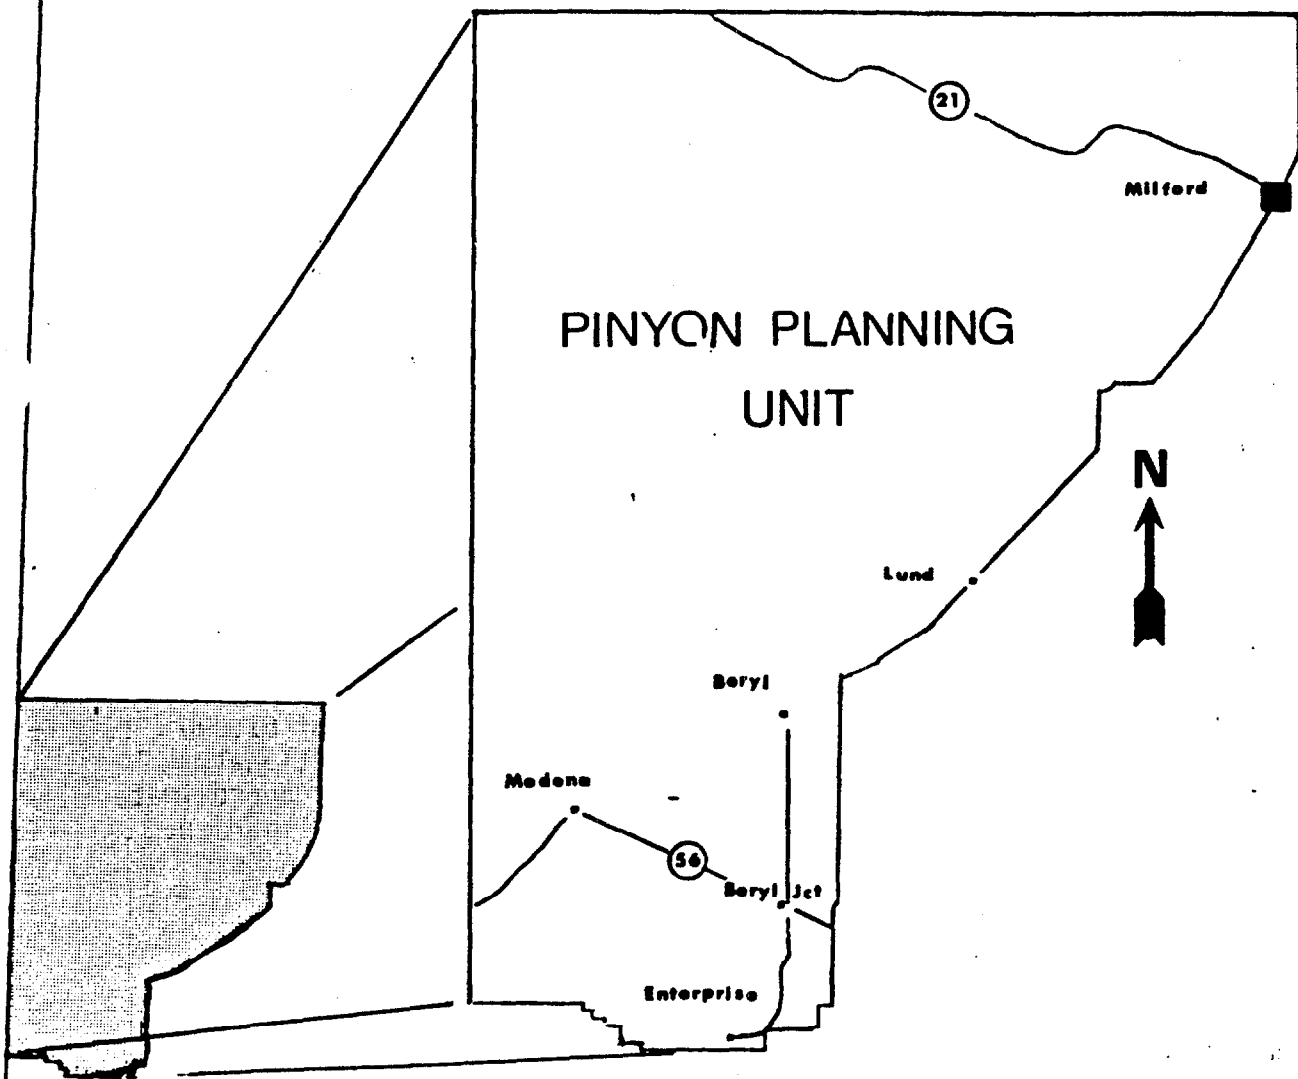 21
Milford
PINYON PLANNING
UNIT
N
Lund
Beryl
Modena
56
Beryl Jct
Enterprise